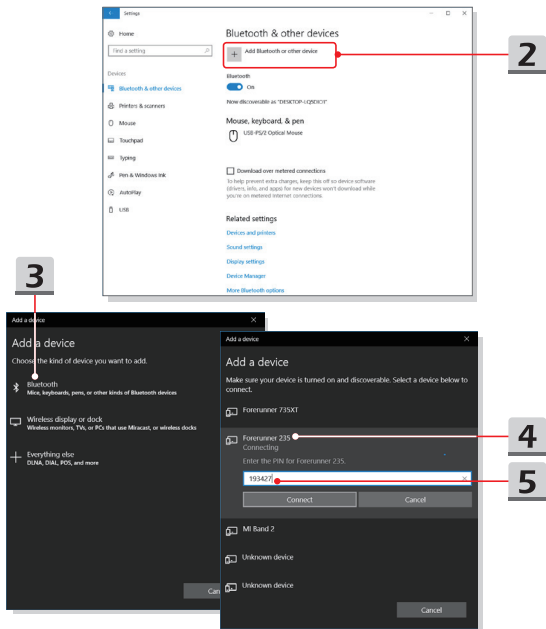 Settings
Home
Find a setting
Devices
Bluetooth & other devices
Printers & scanners
Mouse
Touchpad
Typing
Pen & Windows Ink
AutoPlay
USB
Bluetooth & other devices
Add Bluetooth or other device
Bluetooth
On
Now discoverable as "DESKTOP-UQSDIOT"
Mouse, keyboard, & pen
USB-PS/2 Optical Mouse
Download over metered connections
To help prevent extra charges, keep this off so device software
(drivers, info, and apps) for new devices won't download while
you're on metered Internet connections.
Related settings
Devices and printers
Sound settings
Display settings
Device Manager
More Bluetooth options
2
3
Add a device
Add a device
Choose the kind of device you want to add.
Bluetooth
Mice, keyboards, pens, or other kinds of Bluetooth devices
Wireless display or dock
Wireless monitors, TVs, or PCs that use Miracast, or wireless docks
Everything else
DLNA, DIAL, POS, and more
Can
Add a device
Add a device
Make sure your device is turned on and discoverable. Select a device below to
connect.
Forerunner 735XT
Forerunner 235
Connecting
Enter the PIN for Forerunner 235.
193427
Connect
Cancel
MI Band 2
Unknown device
Unknown device
Cancel
4
5